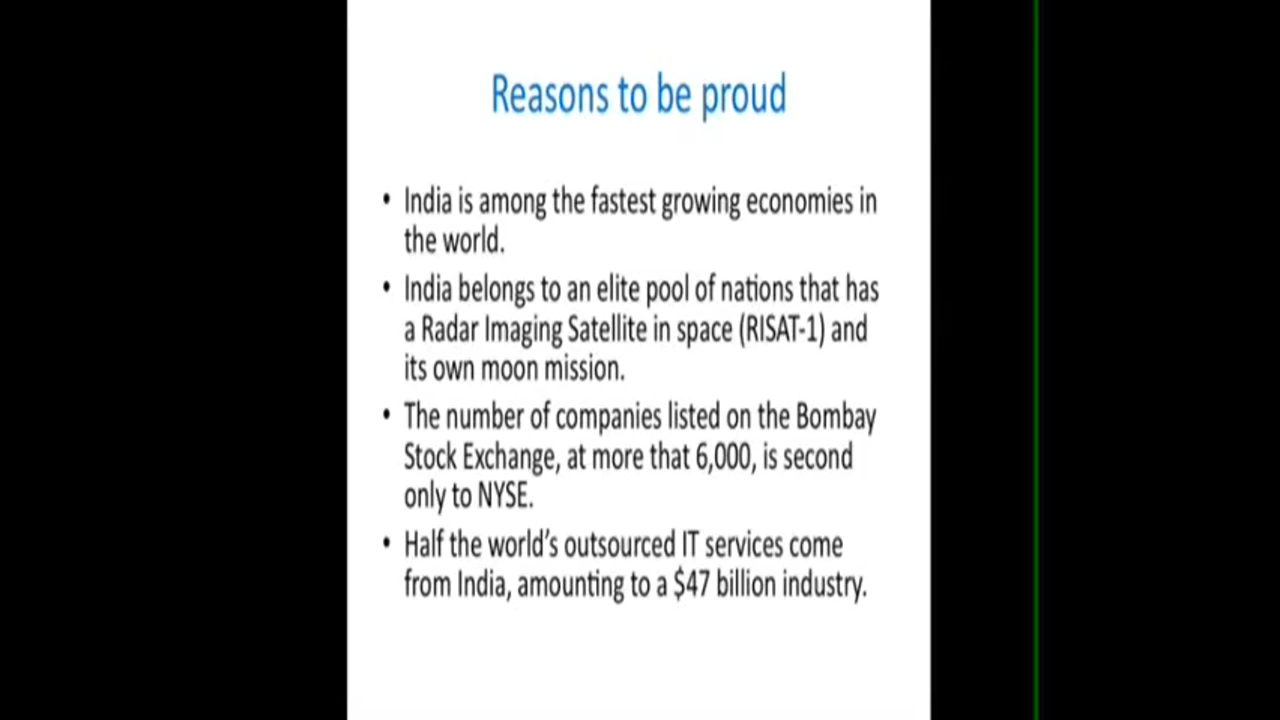 Reasons to be proud
• India is among the fastest growing economies in
the world.
• India belongs to an elite pool of nations that has
a Radar Imaging Satellite in space (RISAT-1) and
its own moon mission.
• The number of companies listed on the Bombay
Stock Exchange, at more that 6,000, is second
only to NYSE.
• Half the world's outsourced IT services come
from India, amounting to a $47 billion industry.